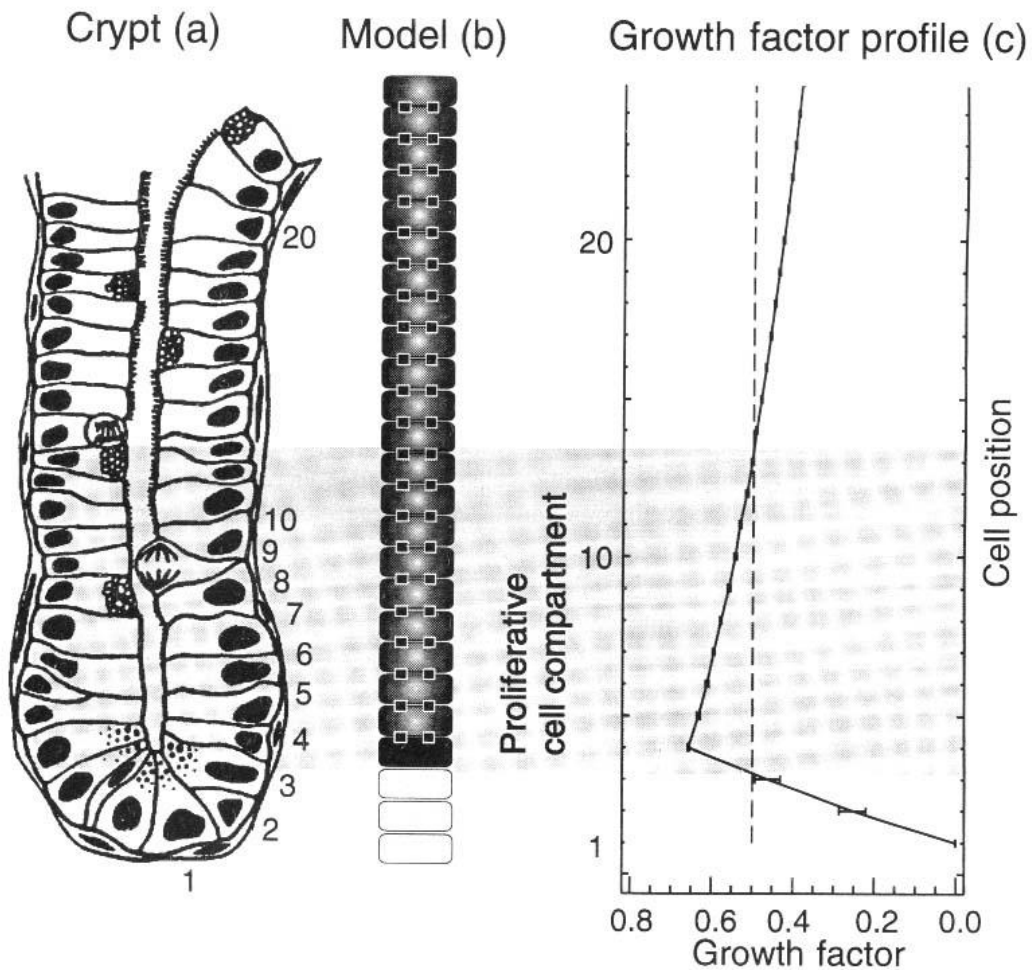 Crypt (a)
Model (b)
Growth factor profile (c)
20
10
9
8
7
6
5
4
3
2
1
Proliferative
cell compartment
20
10
1
Cell position
0.8 0.6 0.4 0.2 0.0
Growth factor